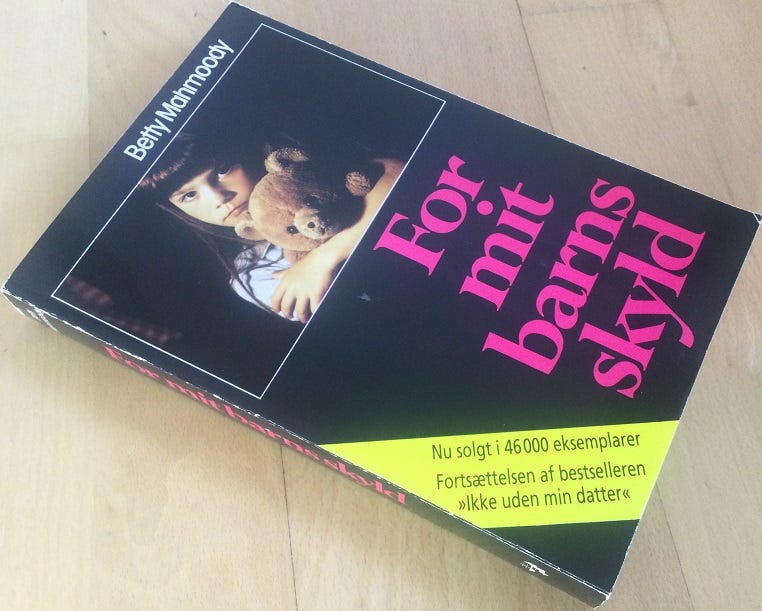 Betty Mahmoody
For
mit
barns
skyld
Nu solgt i 46000 eksemplarer
Fortsættelsen af bestselleren
»Ikke uden min datter«
For mit barns skyld